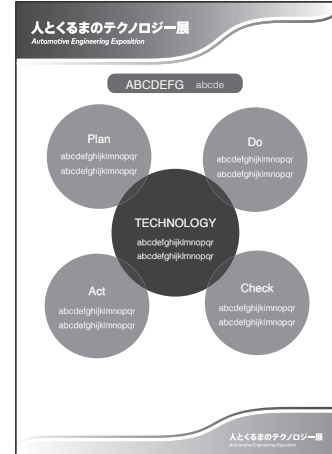 人とくるまのテクノロジー展
Automotive Engineering Exposition
ABCDEFG abcde
Plan
abcdefghijklmnopqr
abcdefghijklmnopqr
Do
abcdefghijklmnopqr
abcdefghijklmnopqr
TECHNOLOGY
abcdefghijklmnopqr
abcdefghijklmnopqr
Act
abcdefghijklmnopqr
abcdefghijklmnopqr
Check
abcdefghijklmnopqr
abcdefghijklmnopqr
人とくるまのテクノロジー展
Automotive Engineering Exposition